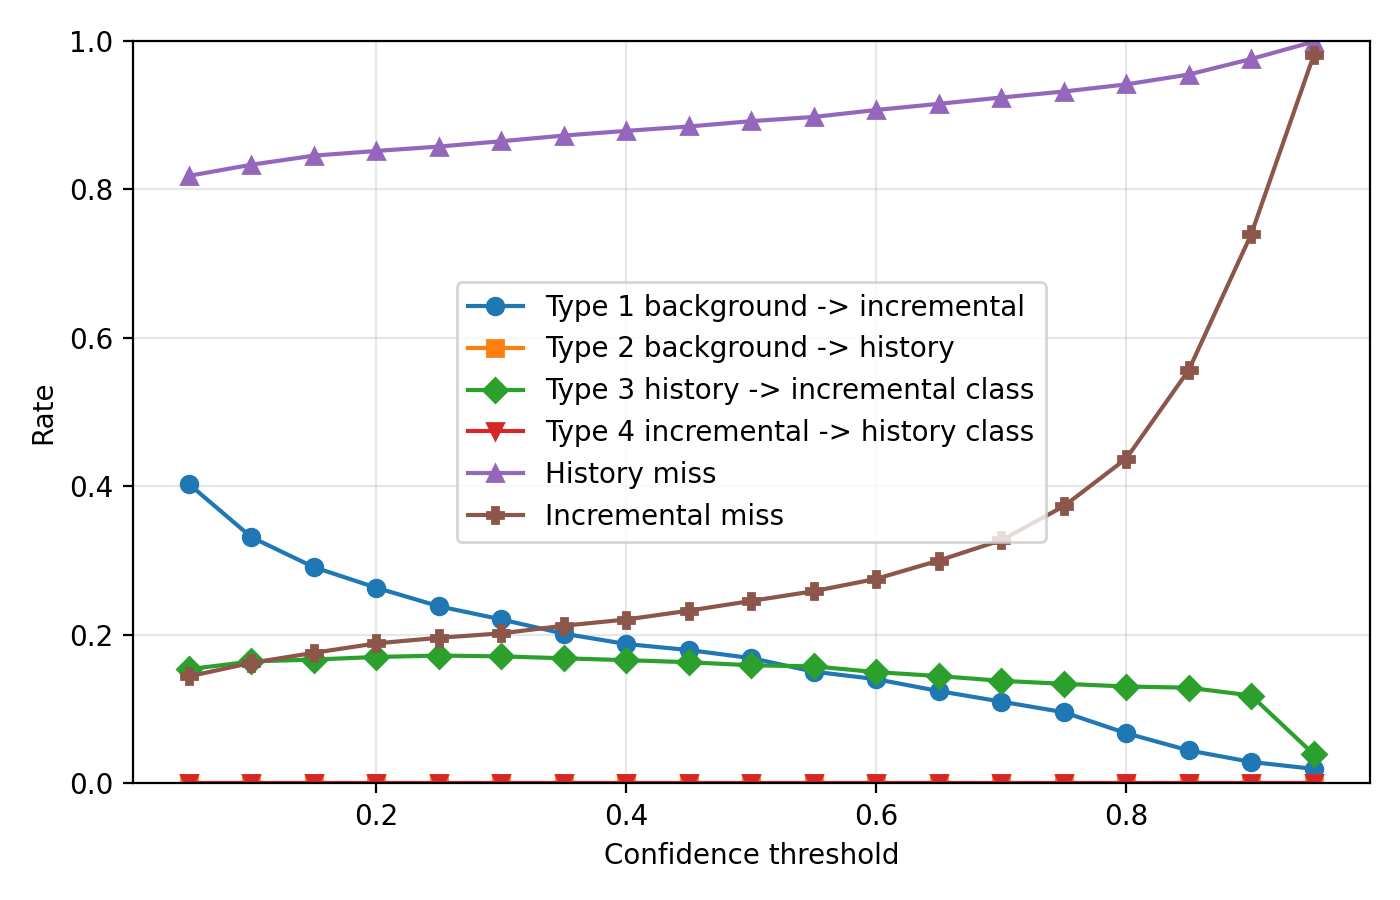 1.0
0.8
0.6
0.4
0.2
0.0
Rate
Type 1 background -> incremental
Type 2 background -> history
Type 3 history -> incremental class
Type 4 incremental -> history class
History miss
Incremental miss
0.2 0.4 0.6 0.8
Confidence threshold